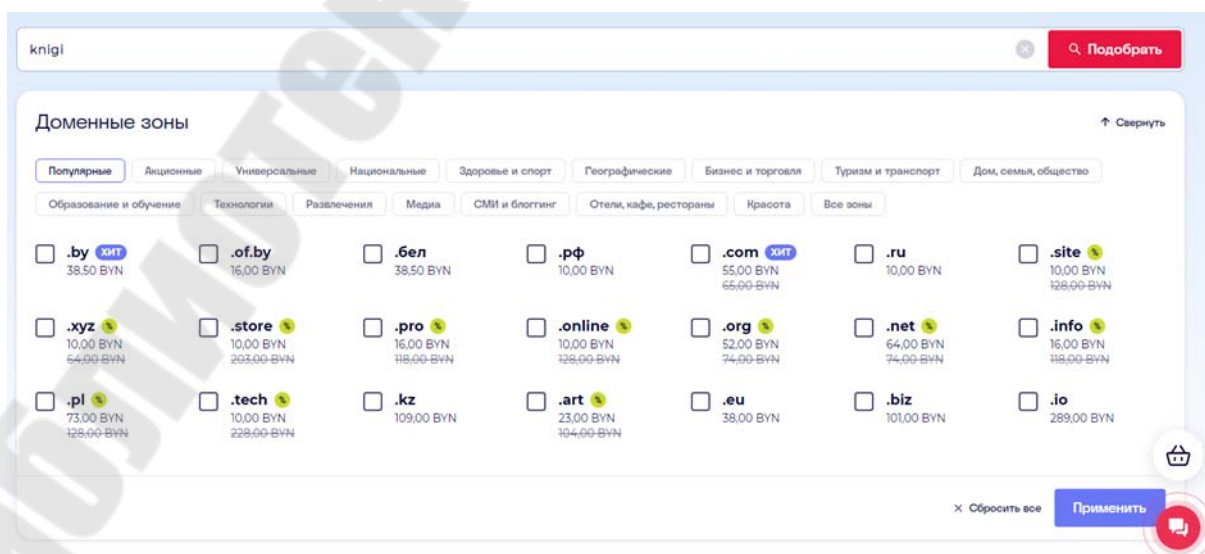 knigi
Подобрать
Доменные зоны
Свернуть
Популярные Акционные Универсальные Национальные Здоровье и спорт Географические Бизнес и торговля Туризм и транспорт Дом, семья, общество
Образование и обучение Технологии Развлечения Медиа СМИ и блоггинг Отели, кафе, рестораны Красота Все зоны
.by ХИТ .of.by .бел .рф .com ХИТ .ru .site %
38,50 BYN 16,00 BYN 38,50 BYN 10,00 BYN 55,00 BYN 10,00 BYN 10,00 BYN
65,00 BYN 128,00 BYN
.xyz % .store % .pro % .online % .org % .net % .info %
10,00 BYN 10,00 BYN 16,00 BYN 10,00 BYN 52,00 BYN 64,00 BYN 16,00 BYN
64,00 BYN 203,00 BYN 118,00 BYN 128,00 BYN 74,00 BYN 74,00 BYN 118,00 BYN
.pl % .tech % .kz .art % .eu .biz .io
73,00 BYN 10,00 BYN 109,00 BYN 23,00 BYN 38,00 BYN 101,00 BYN 289,00 BYN
128,00 BYN 228,00 BYN 104,00 BYN
Сбросить все Применить